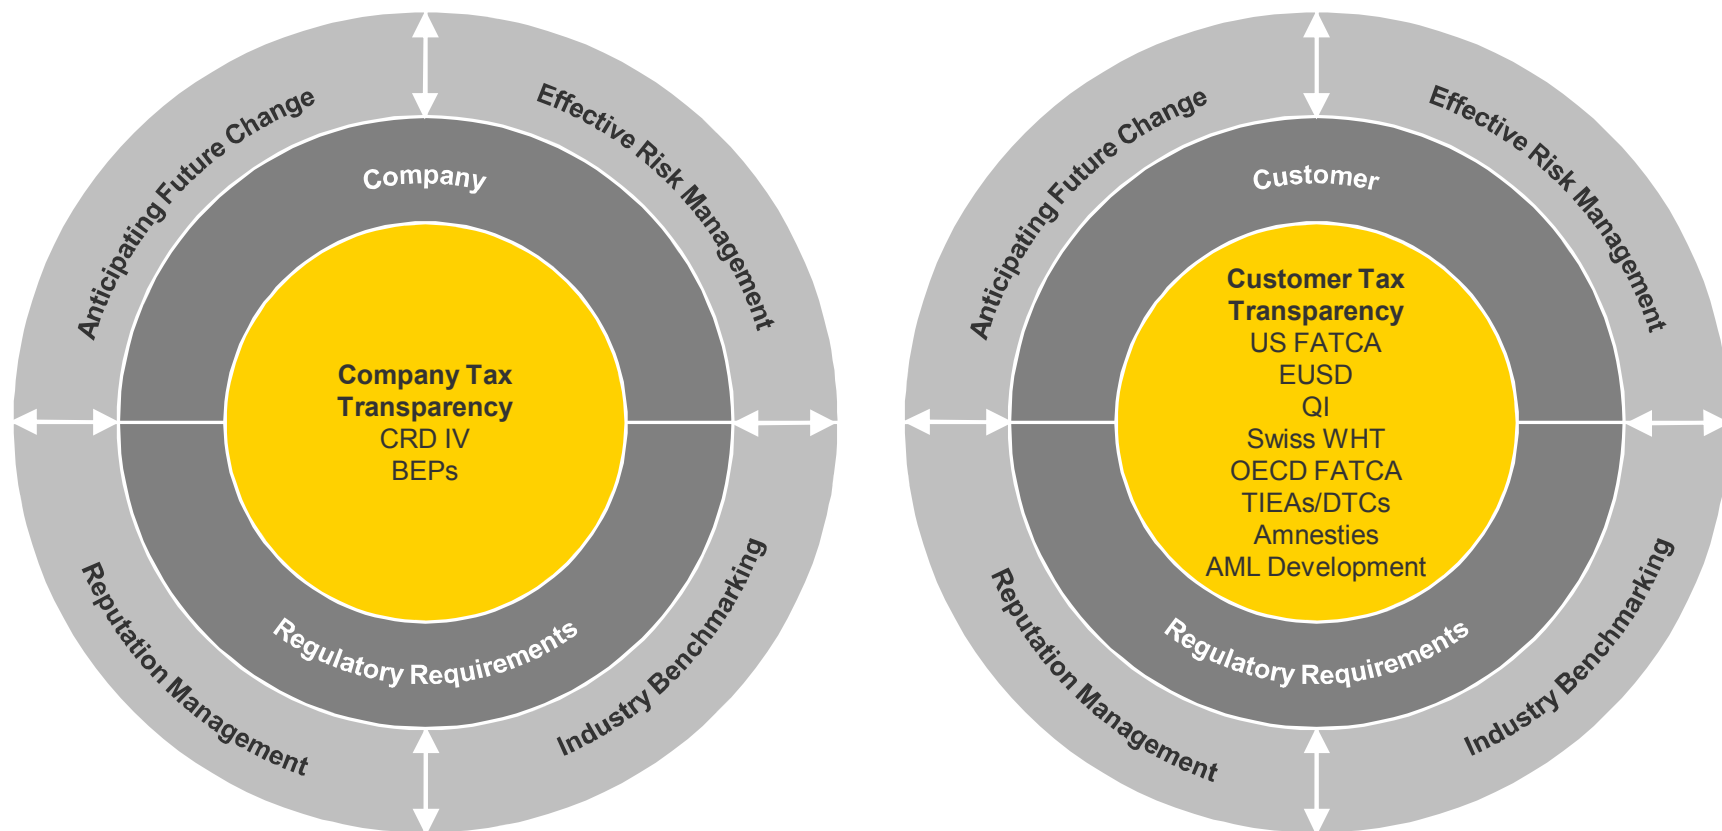 Anticipating Future Change
Effective Risk Management
Company
Company Tax
Transparency
CRD IV
BEPs
Regulatory Requirements
Reputation Management
Industry Benchmarking
Anticipating Future Change
Effective Risk Management
Customer
Customer Tax
Transparency
US FATCA
EUSD
QI
Swiss WHT
OECD FATCA
TIEAs/DTCs
Amnesties
AML Development
Regulatory Requirements
Reputation Management
Industry Benchmarking